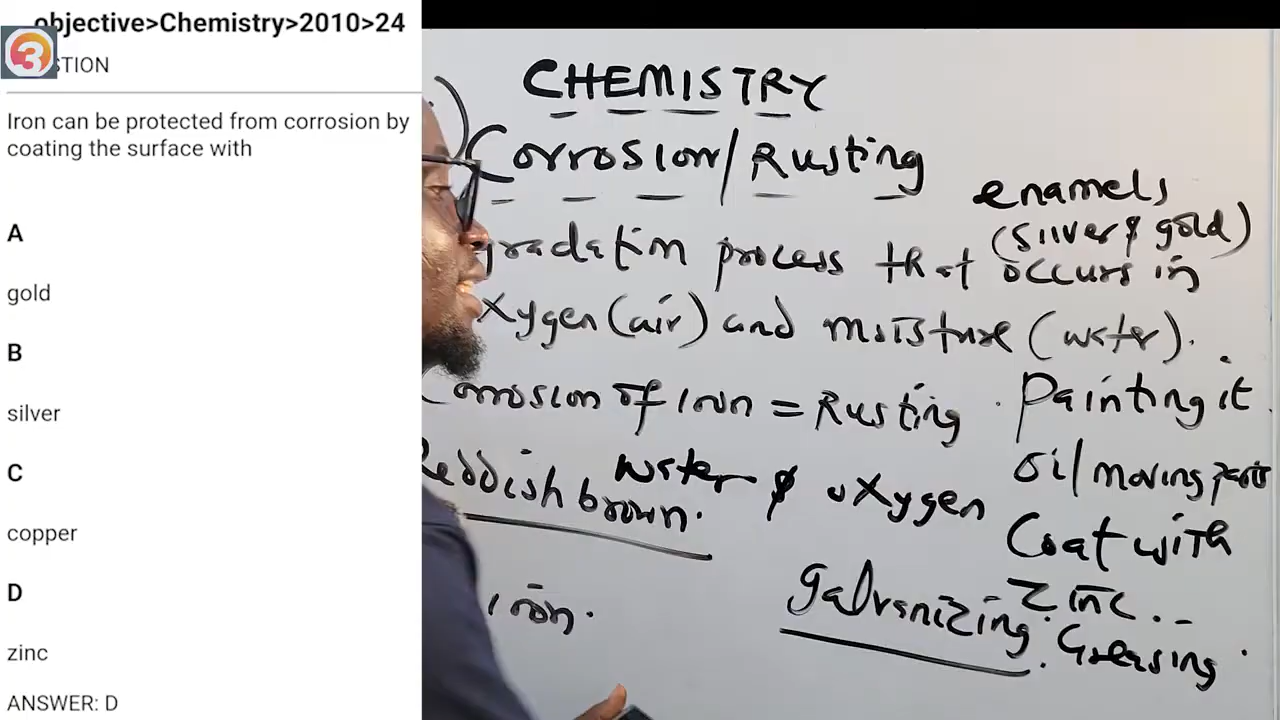 objective>Chemistry>2010>24
STION
Iron can be protected from corrosion by
coating the surface with
A
gold
B
silver
C
copper
D
zinc
ANSWER: D
CHEMISTRY
Corrosion/Rusting
enamels
(silver & gold)
gradation process that occurs in
xygen (air) and moisture (water).
Corrosion of iron = Rusting
Painting it
Reddish brown.
water & oxygen
oil/moving parts
Coat with
zinc.
iron.
galvanizing
Greasing